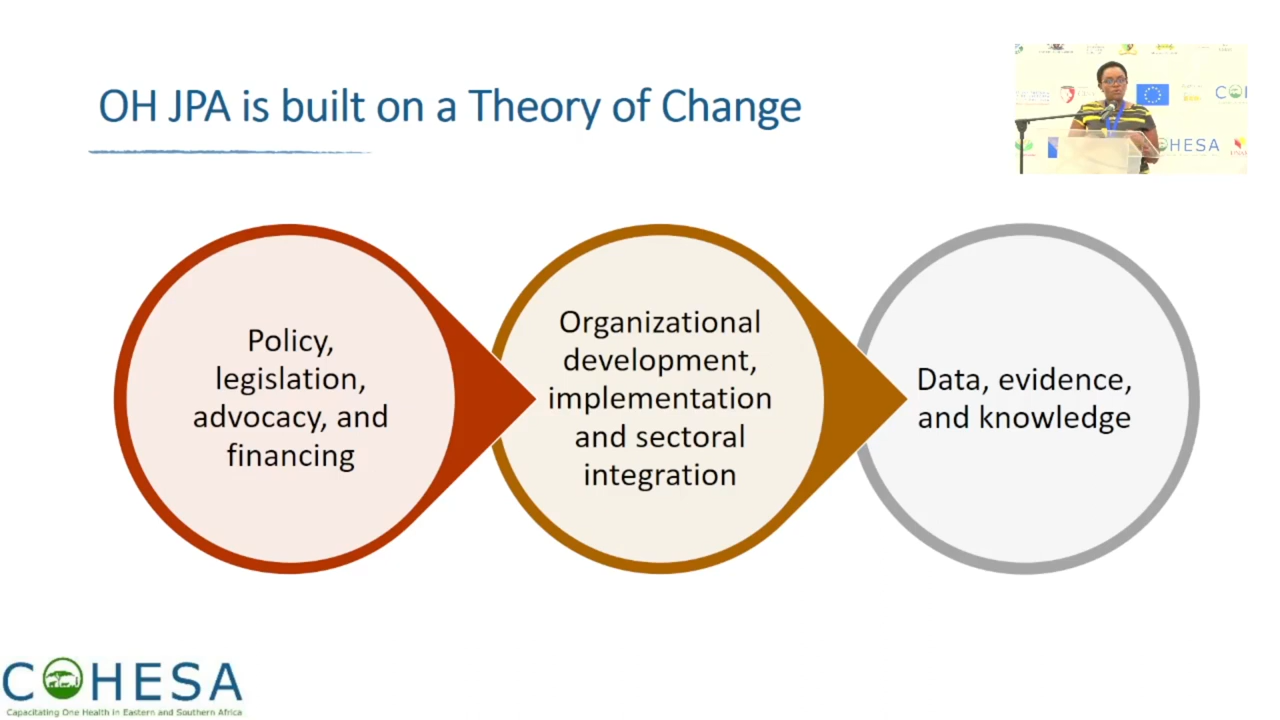 OH JPA is built on a Theory of Change
HESA
Policy,
legislation,
advocacy, and
financing
Organizational
development,
implementation
and sectoral
integration
Data, evidence,
and knowledge
COHESA
Capacitating One Health in Eastern and Southern Africa